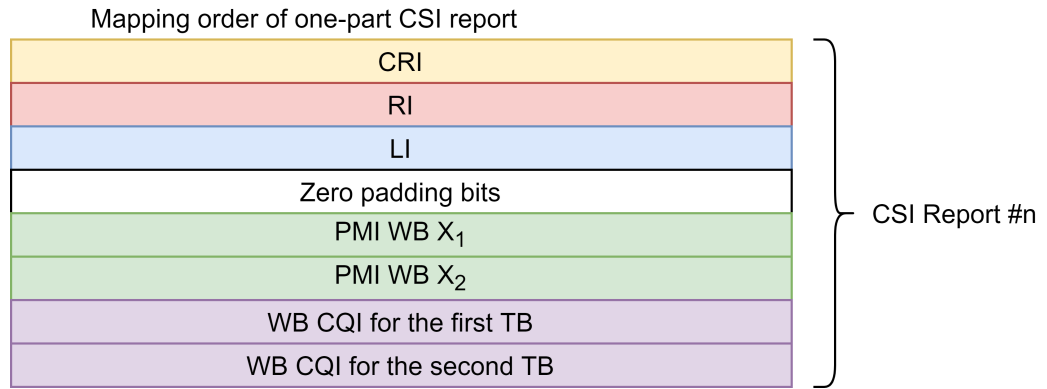 Mapping order of one-part CSI report
CRI
RI
LI
Zero padding bits
PMI WB X1
PMI WB X2
WB CQI for the first TB
WB CQI for the second TB
CSI Report #n